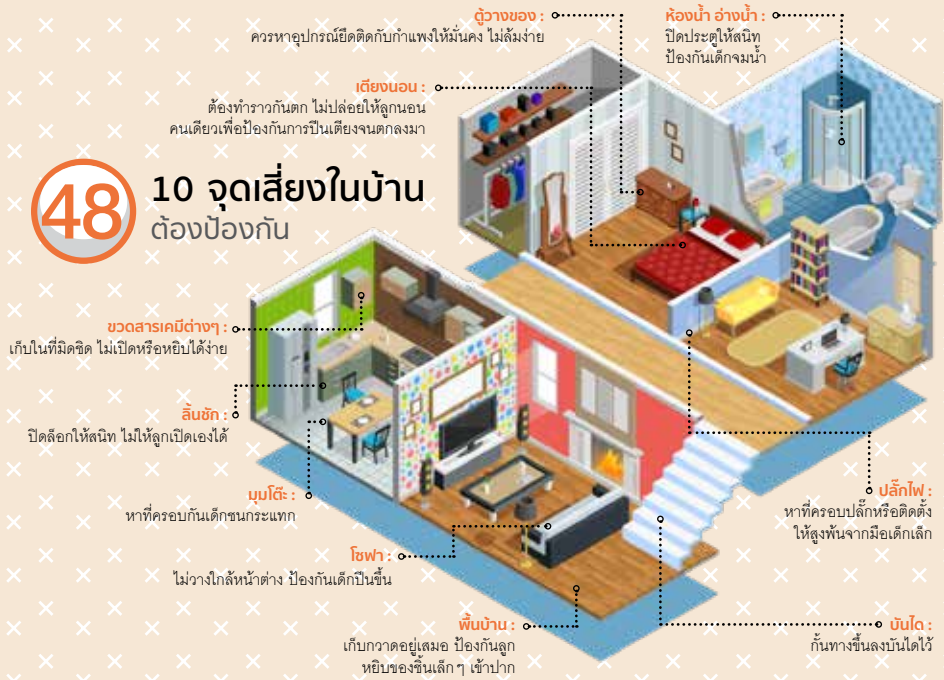 48
10 จุดเสี่ยงในบ้าน
ต้องป้องกัน
ตู้วางของ :
ควรหาอุปกรณ์ยึดติดกับกำแพงให้มั่นคง ไม่ล้มง่าย
ห้องน้ำ อ่างน้ำ :
ปิดประตูให้สนิท
ป้องกันเด็กจมน้ำ
เตียงนอน :
ต้องทำราวกันตก ไม่ปล่อยให้ลูกนอน
คนเดียวเพื่อป้องกันการปีนเตียงจนตกลงมา
ขวดสารเคมีต่างๆ :
เก็บในที่มิดชิด ไม่เปิดหรือหยิบได้ง่าย
ลิ้นชัก :
ปิดล็อกให้สนิท ไม่ให้ลูกเปิดเองได้
มุมโต๊ะ :
หาที่ครอบกันเด็กชนกระแทก
ปลั๊กไฟ :
หาที่ครอบปลั๊กหรือติดตั้ง
ให้สูงพ้นจากมือเด็กเล็ก
โซฟา :
ไม่วางใกล้หน้าต่าง ป้องกันเด็กปีนขึ้น
พื้นบ้าน :
เก็บกวาดอยู่เสมอ ป้องกันลูก
หยิบของชิ้นเล็ก ๆ เข้าปาก
บันได :
กั้นทางขึ้นลงบันไดไว้